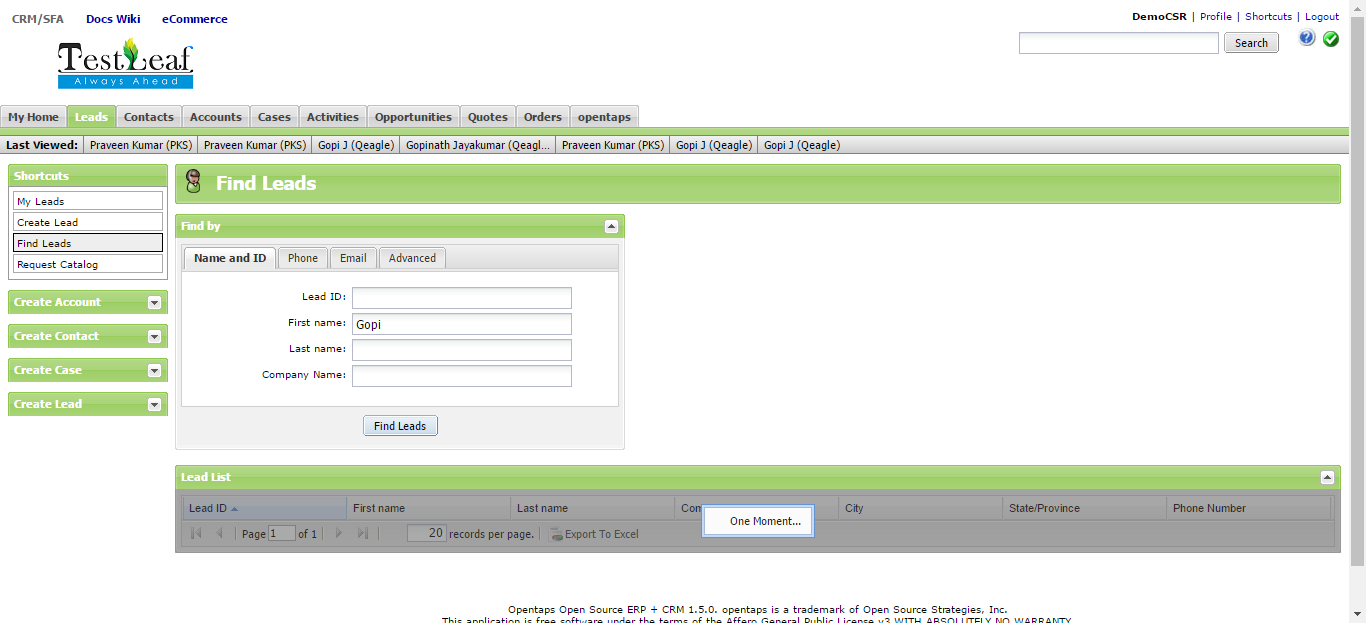 CRM/SFA Docs Wiki eCommerce
DemoCSR | Profile | Shortcuts | Logout
Search
TestLeaf
Always Ahead
My Home Leads Contacts Accounts Cases Activities Opportunities Quotes Orders opentaps
Last Viewed: Praveen Kumar (PKS) Praveen Kumar (PKS) Gopi J (Qeagle) Gopinath Jayakumar (Qeagl... Praveen Kumar (PKS) Gopi J (Qeagle) Gopi J (Qeagle)
Shortcuts
My Leads
Create Lead
Find Leads
Request Catalog
Create Account
Create Contact
Create Case
Create Lead
Find Leads
Find by
Name and ID Phone Email Advanced
Lead ID:
First name: Gopi
Last name:
Company Name:
Find Leads
Lead List
Lead ID First name Last name Com City State/Province Phone Number
One Moment...
Page 1 of 1 20 records per page. Export To Excel
Opentaps Open Source ERP + CRM 1.5.0. opentaps is a trademark of Open Source Strategies, Inc.
This application is free software under the terms of the Affero General Public License v3 WITH ABSOLUTELY NO WARRANTY